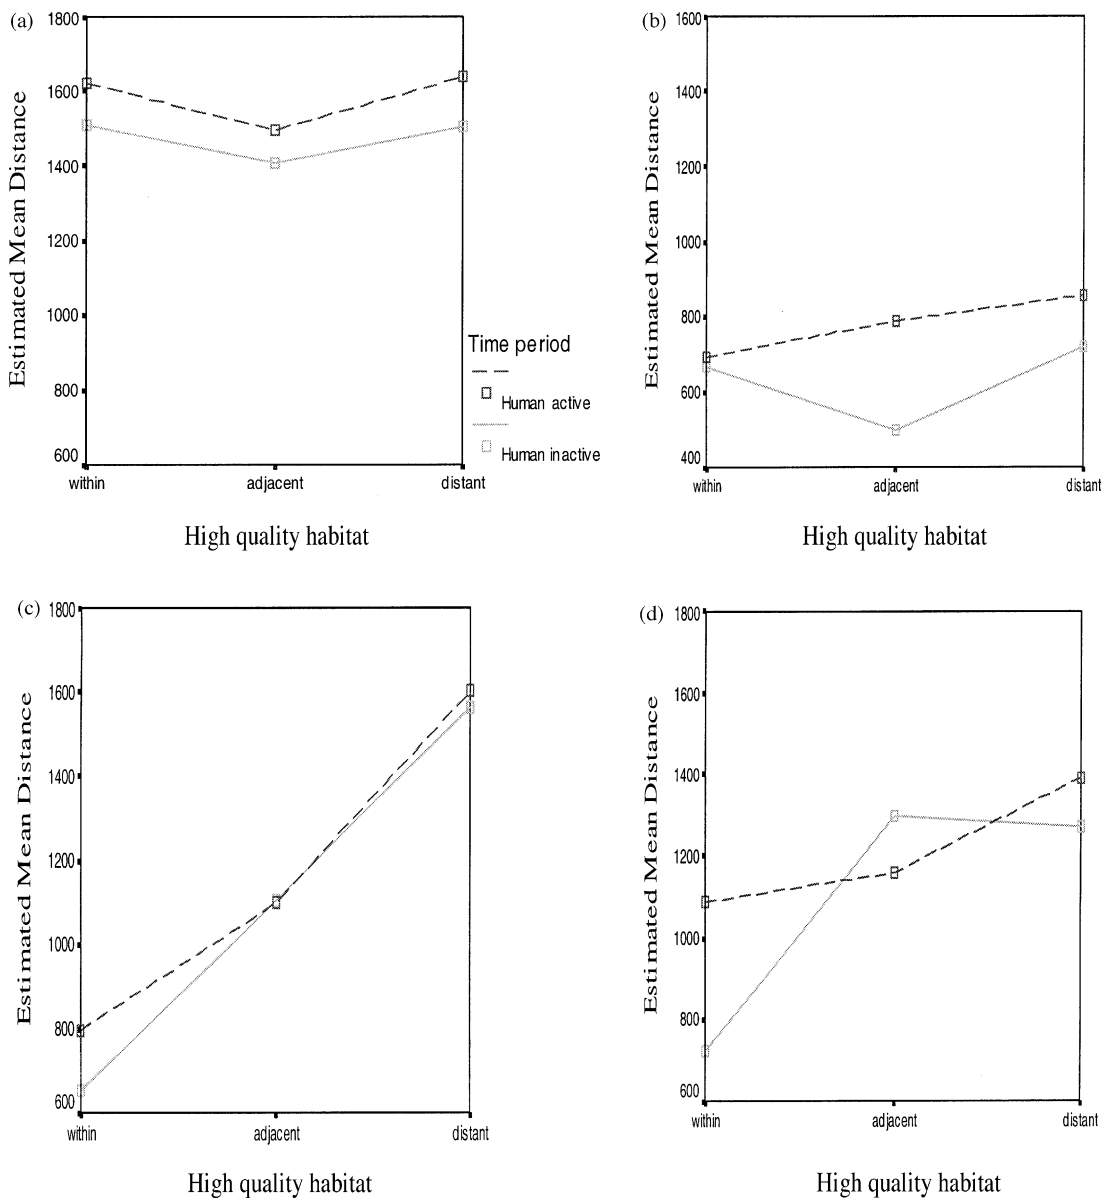 (a)
Estimated Mean Distance
1800
1600
1400
1200
1000
800
600
within adjacent distant
High quality habitat
Time period
Human active
Human inactive
(b)
Estimated Mean Distance
1600
1400
1200
1000
800
600
400
within adjacent distant
High quality habitat
(c)
Estimated Mean Distance
1800
1600
1400
1200
1000
800
600
within adjacent distant
High quality habitat
(d)
Estimated Mean Distance
1800
1600
1400
1200
1000
800
600
within adjacent distant
High quality habitat